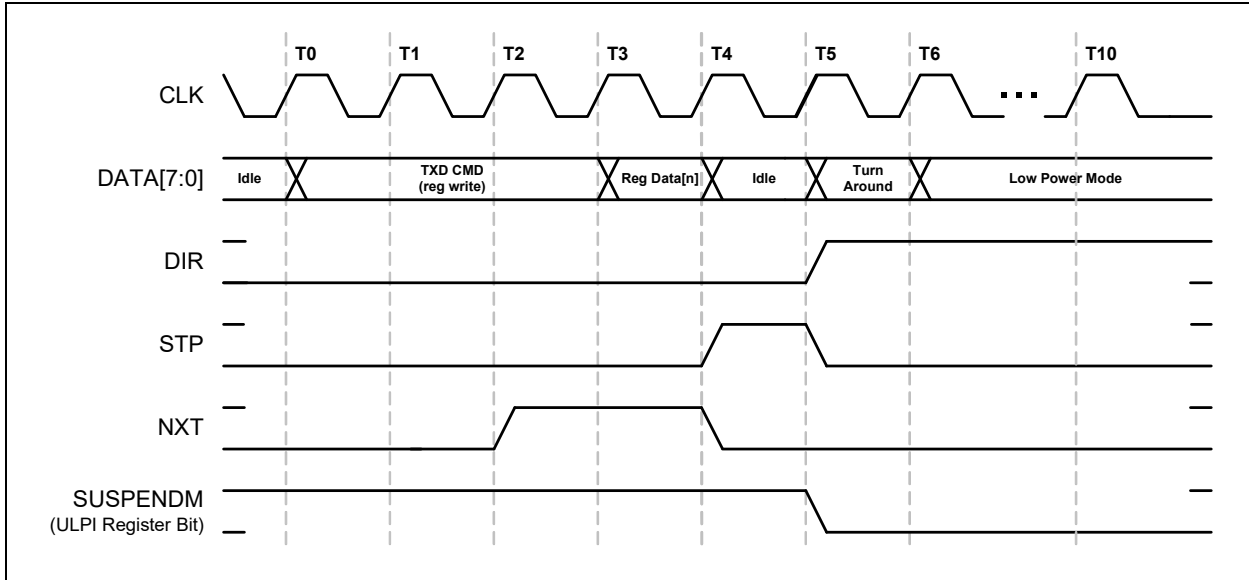 T0 T1 T2 T3 T4 T5 T6 T10
CLK
...
DATA[7:0]
Idle
TXD CMD
(reg write)
Reg Data[n]
Idle
Turn
Around
Low Power Mode
DIR
STP
NXT
SUSPENDM
(ULPI Register Bit)